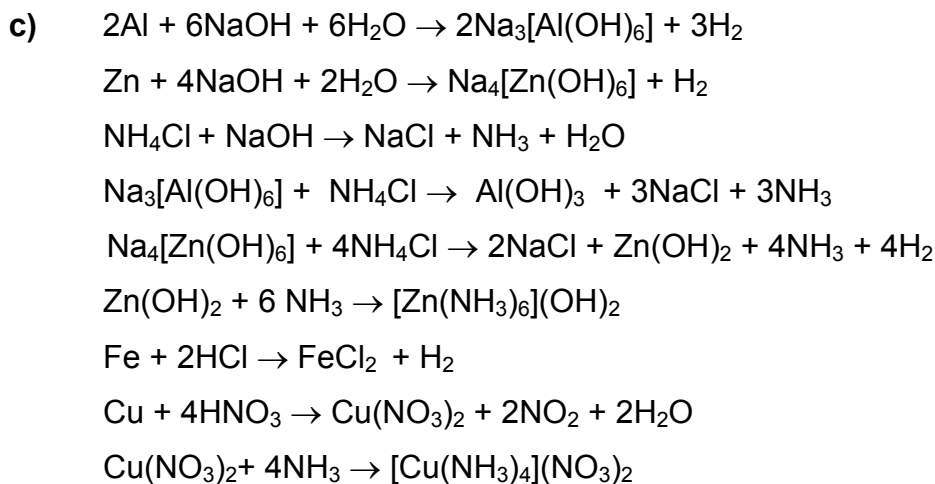 c) 2Al + 6NaOH + 6H₂O → 2Na₃[Al(OH)₆] + 3H₂
Zn + 4NaOH + 2H₂O → Na₄[Zn(OH)₆] + H₂
NH₄Cl + NaOH → NaCl + NH₃ + H₂O
Na₃[Al(OH)₆] + NH₄Cl → Al(OH)₃ + 3NaCl + 3NH₃
Na₄[Zn(OH)₆] + 4NH₄Cl → 2NaCl + Zn(OH)₂ + 4NH₃ + 4H₂
Zn(OH)₂ + 6 NH₃ → [Zn(NH₃)₆](OH)₂
Fe + 2HCl → FeCl₂ + H₂
Cu + 4HNO₃ → Cu(NO₃)₂ + 2NO₂ + 2H₂O
Cu(NO₃)₂+ 4NH₃ → [Cu(NH₃)₄](NO₃)₂